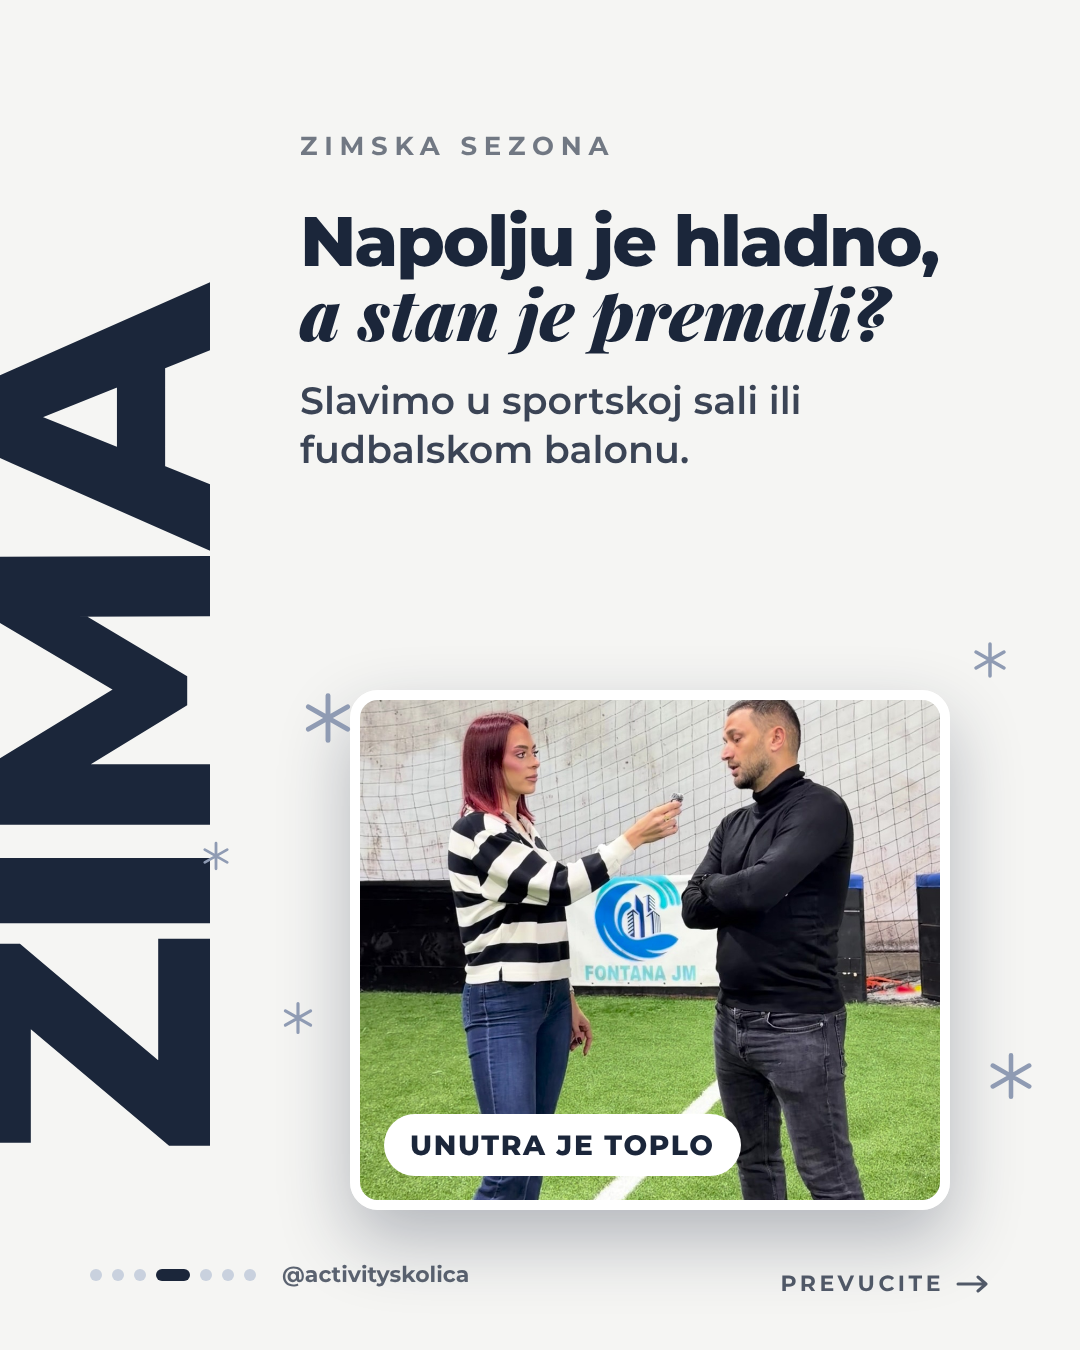 ZIMSKA SEZONA
Napolju je hladno,
a stan je premali?
Slavimo u sportskoj sali ili
fudbalskom balonu.
ZIMA
FONTANA JM
UNUTRA JE TOPLO
@activityskolica
PREVUCITE →